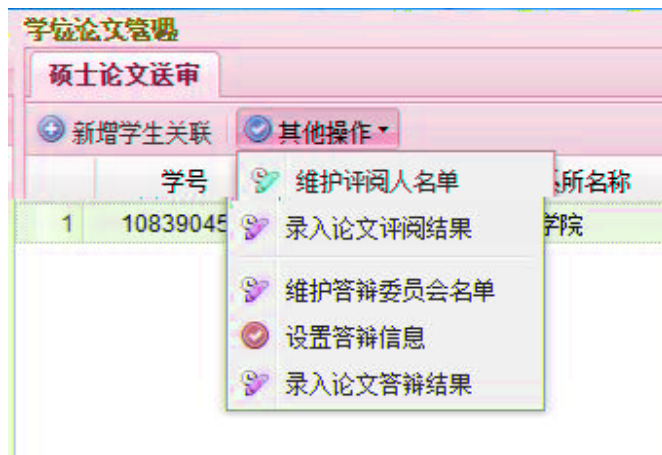 学位论文管理
硕士论文送审
新增学生关联 其他操作
学号 所名称
1 10839045 学院
维护评阅人名单
录入论文评阅结果
维护答辩委员会名单
设置答辩信息
录入论文答辩结果